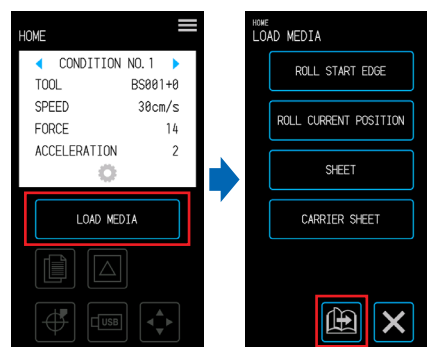 HOME
CONDITION NO.1
TOOL BS001+0
SPEED 30cm/s
FORCE 14
ACCELERATION 2
LOAD MEDIA
USB
HOME
LOAD MEDIA
ROLL START EDGE
ROLL CURRENT POSITION
SHEET
CARRIER SHEET